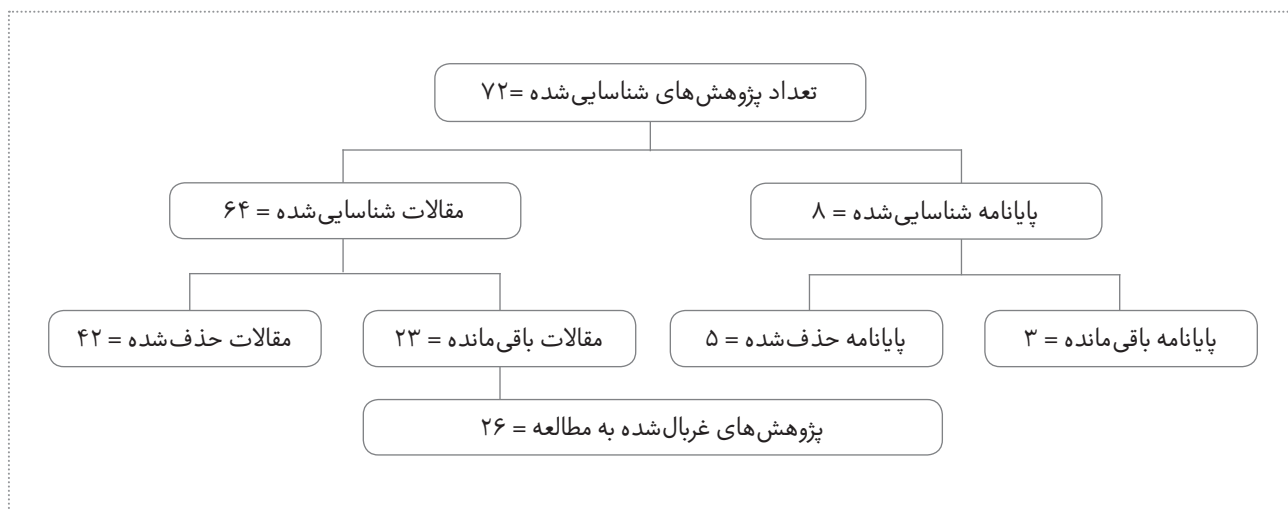 تعداد پژوهش‌های شناسایی‌شده =۷۲
پایانامه شناسایی‌شده = ۸
مقالات شناسایی‌شده = ۶۴
پایانامه باقی‌مانده = ۳
پایانامه حذف‌شده = ۵
مقالات باقی‌مانده = ۲۳
مقالات حذف‌شده = ۴۲
پژوهش‌های غربال‌شده به مطالعه = ۲۶